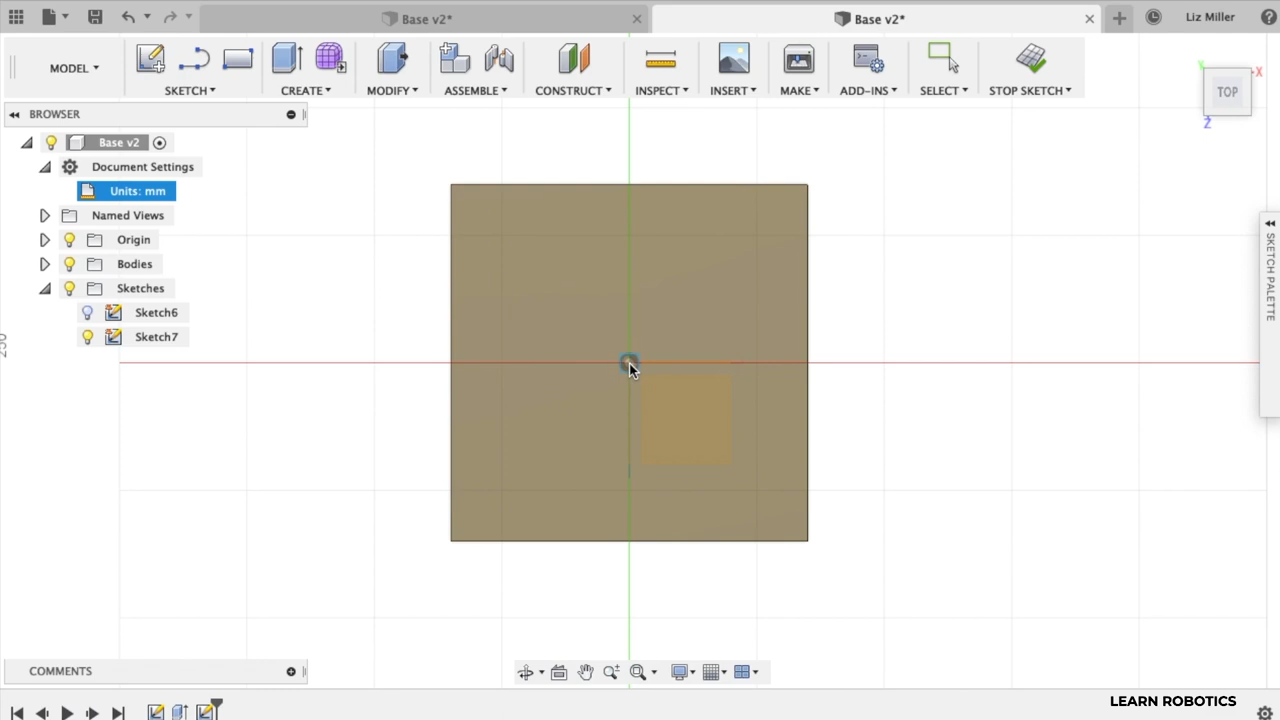 Base v2*
Base v2*
Liz Miller
MODEL
SKETCH
CREATE
MODIFY
ASSEMBLE
CONSTRUCT
INSPECT
INSERT
MAKE
ADD-INS
SELECT
STOP SKETCH
Y
X
TOP
Z
BROWSER
Base v2
Document Settings
Units: mm
Named Views
Origin
Bodies
Sketches
Sketch6
Sketch7
250
SKETCH PALETTE
COMMENTS
LEARN ROBOTICS